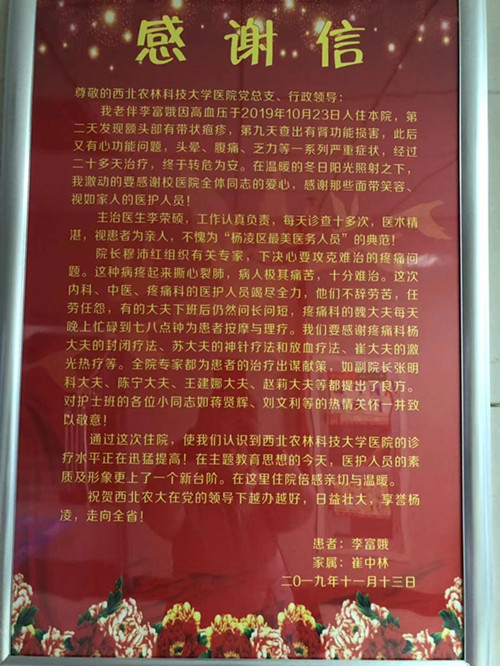 感谢信
尊敬的西北农林科技大学医院党总支、行政领导：
我老伴李富娥因高血压于2019年10月23日入住本院，第
二天发现额头部有带状疱疹，第九天查出有肾功能损害，此后
又有心功能问题，头晕、腹痛、乏力等一系列严重症状，经过
二十多天治疗，终于转危为安。在温暖的冬日阳光照射之下，
我激动的要感谢校医院全体同志的爱心，感谢那些面带笑容、
视如家人的医护人员！
主治医生李荣硕，工作认真负责，每天诊查十多次，医术精
湛，视患者为亲人，不愧为“杨凌区最美医务人员”的典范！
院长穆沛红组织有关专家，下决心要攻克难治的疼痛问
题。这种病疼起来撕心裂肺，病人极其痛苦，十分难治。这次
内科、中医、疼痛科的医护人员竭尽全力，他们不辞劳苦，任
劳任怨，有的大夫下班后仍然问长问短，疼痛科的魏大夫每天
晚上忙碌到七八点钟为患者按摩与理疗。我们要感谢疼痛科杨
大夫的封闭疗法、苏大夫的神针疗法和放血疗法、崔大夫的激
光热疗等。全院专家都为患者的治疗出谋献策，如副院长张明
科大夫、陈宁大夫、王建娜大夫、赵莉大夫等都提出了良方。
对护士班的各位小同志如蒋贤辉、刘文利等的热情关怀一并致
以敬意！
通过这次住院，使我们认识到西北农林科技大学医院的诊
疗水平正在迅猛提高！在主题教育思想的今天，医护人员的素
质及形象更上了一个新台阶。在这里住院倍感亲切与温暖。
祝贺西北农大在党的领导下越办越好，日益壮大，享誉杨
凌，走向全省！
患者：李富娥
家属：崔中林
二〇一九年十一月十三日